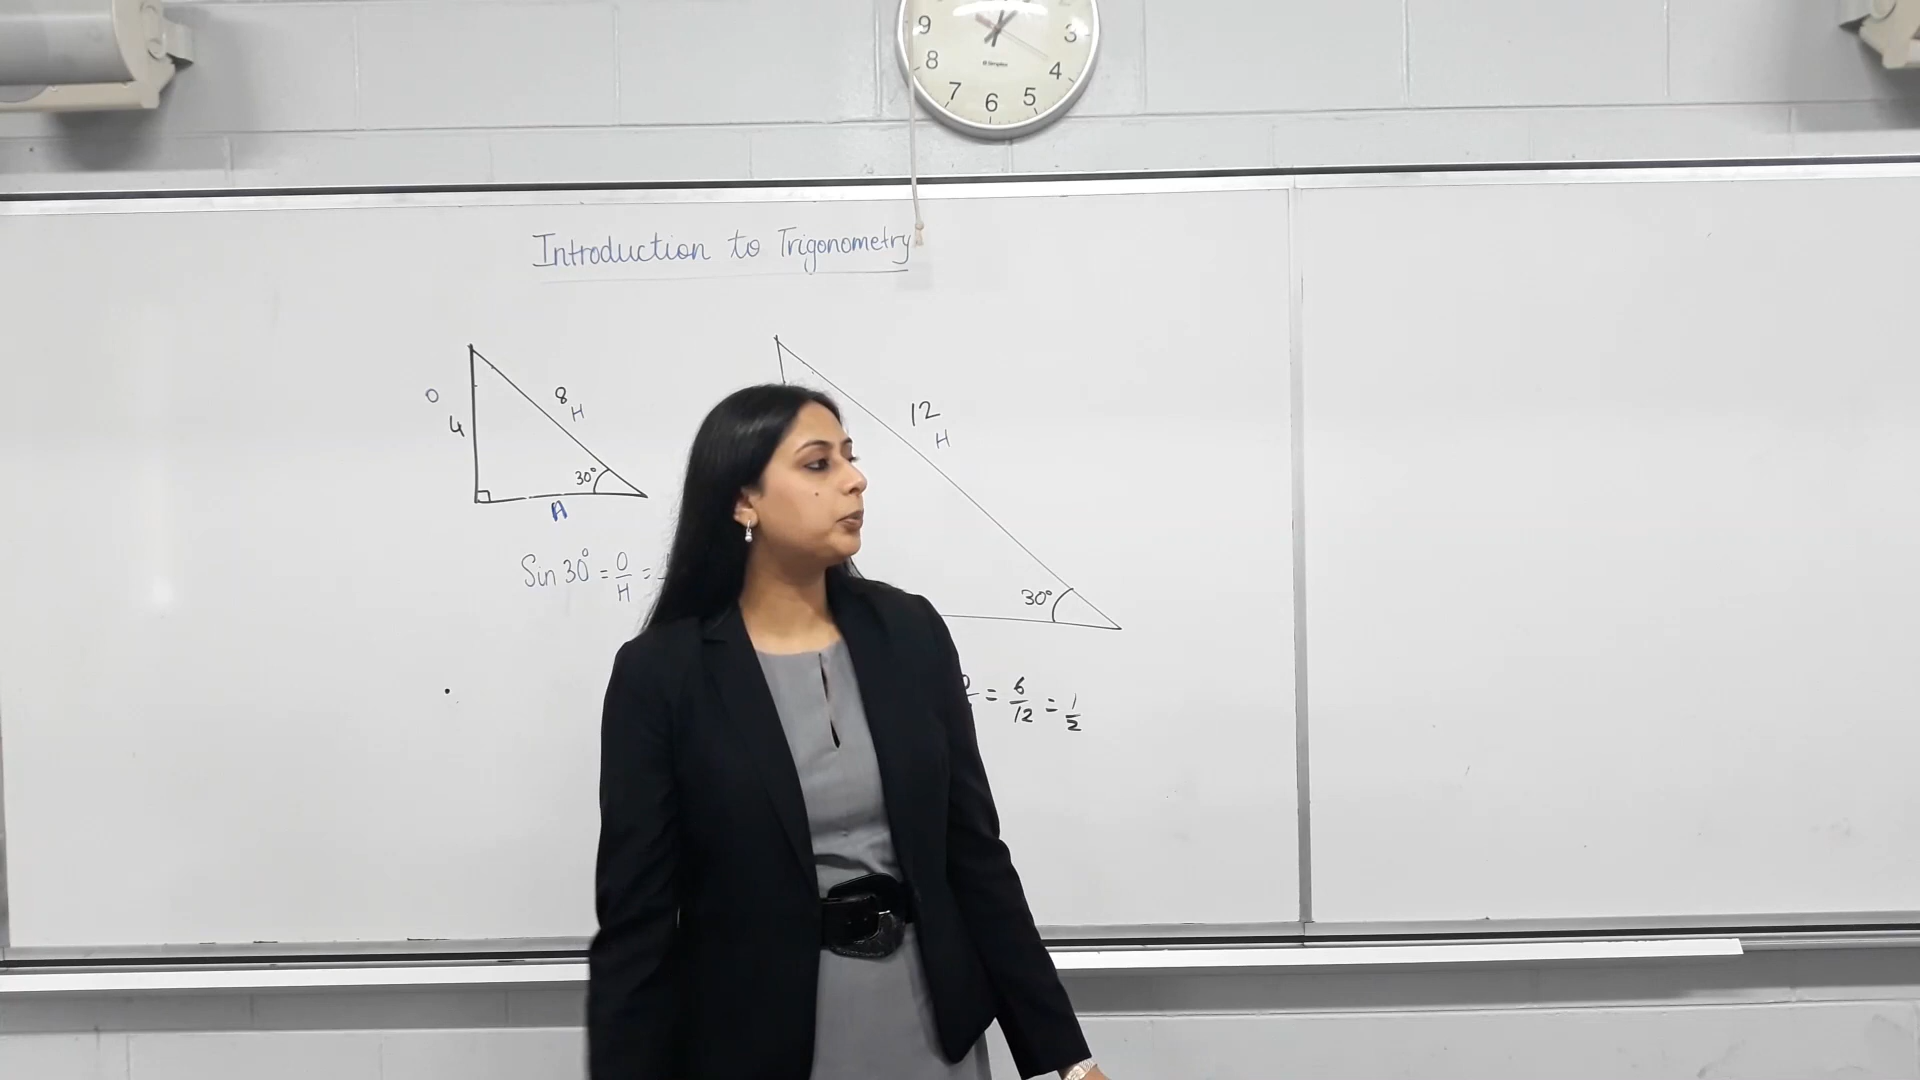 9 3
8 4
7 6 5
Introduction to Trigonometry
O
4
8
H
30°
A
Sin 30° = O/H =
12
H
30°
= 6/12 = 1/2